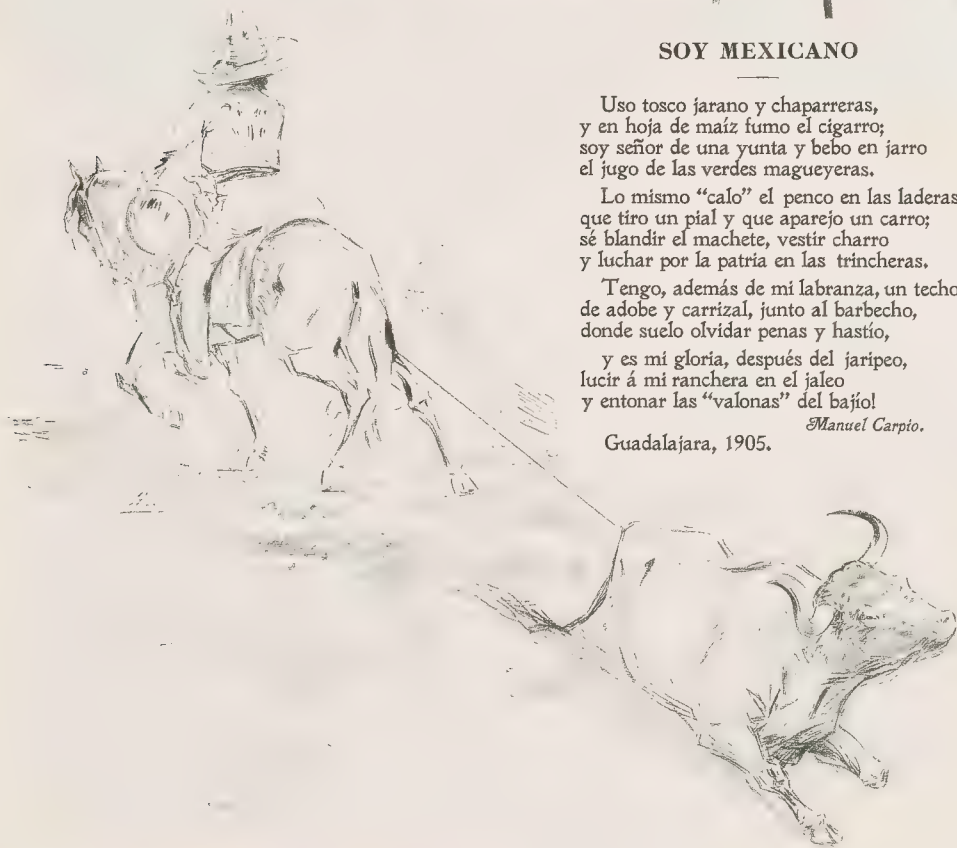 SOY MEXICANO
Uso tosco jarano y chaparreras,
y en hoja de maíz fumo el cigarro;
soy señor de una yunta y bebo en jarro
el jugo de las verdes magueyeras.
Lo mismo “calo” el penco en las laderas
que tiro un pial y que aparejo un carro;
sé blandir el machete, vestir charro
y luchar por la patria en las trincheras.
Tengo, además de mi labranza, un techo
de adobe y carrizal, junto al barbecho,
donde suelo olvidar penas y hastío,
y es mi gloria, después del jaripeo,
lucir á mi ranchera en el jaleo
y entonar las “valonas” del bajío!
Manuel Carpio.
Guadalajara, 1905.